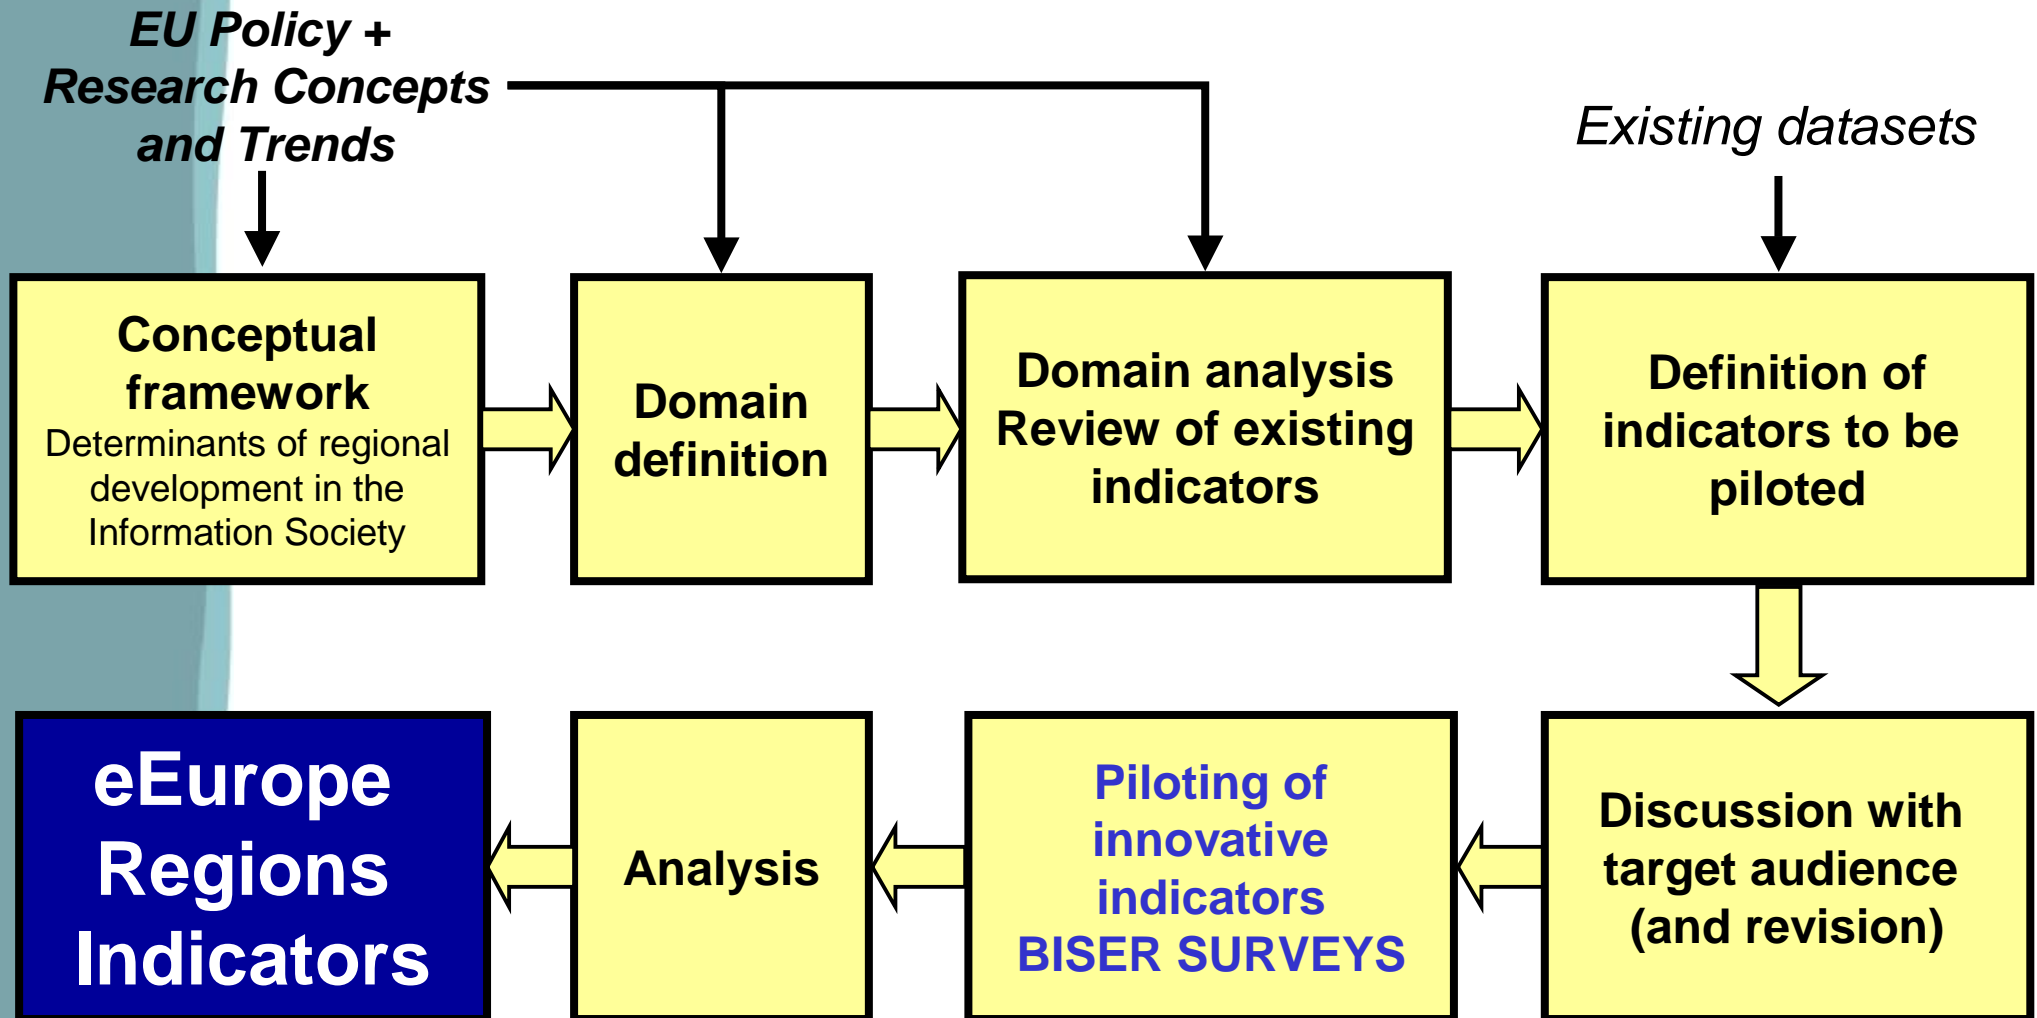 EU Policy +
Research Concepts
and Trends
Existing datasets
Conceptual
framework
Determinants of regional
development in the
Information Society
Domain
definition
Domain analysis
Review of existing
indicators
Definition of
indicators to be
piloted
eEurope
Regions
Indicators
Analysis
Piloting of
innovative
indicators
BISER SURVEYS
Discussion with
target audience
(and revision)